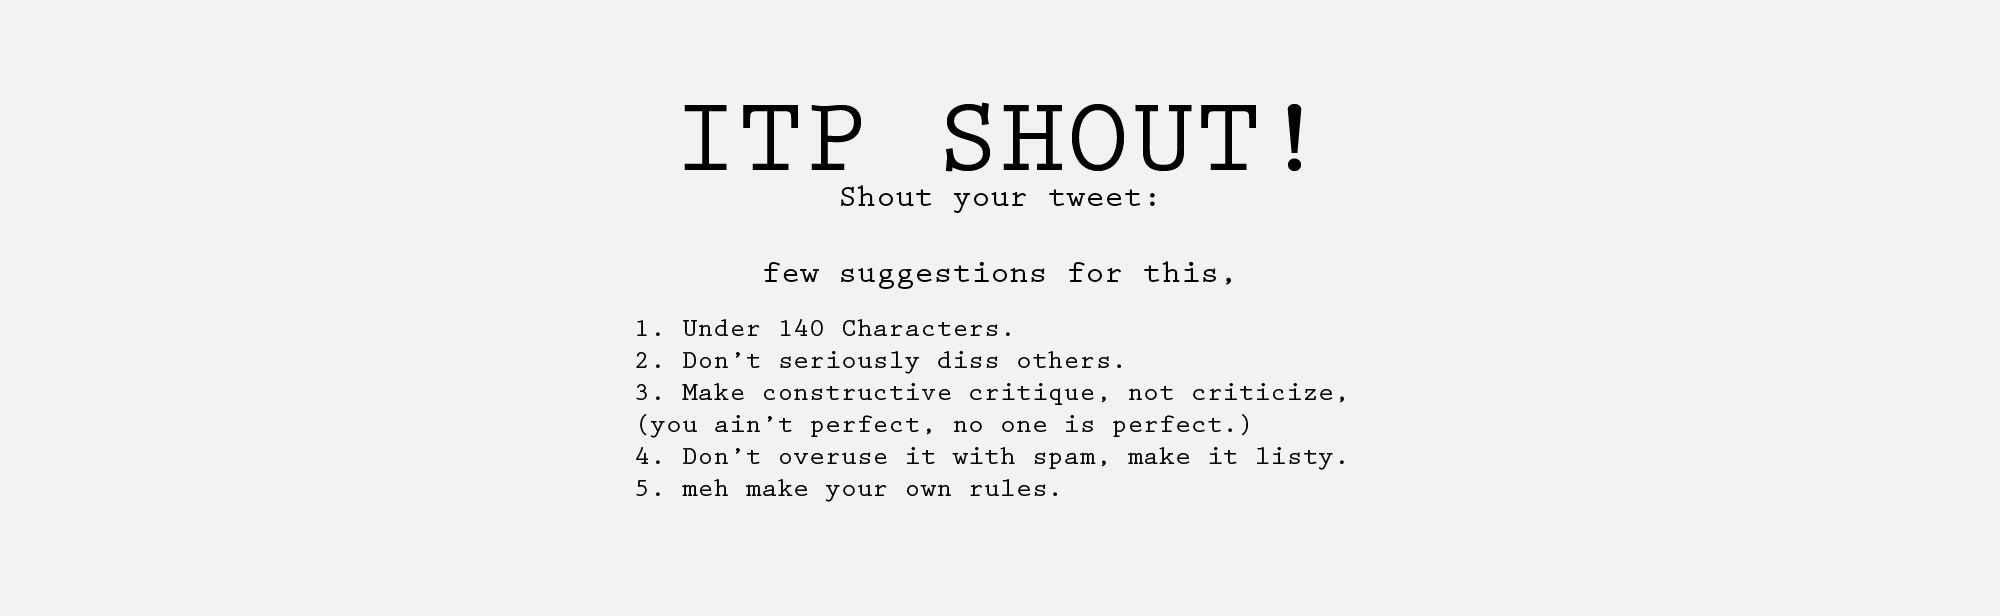 ITP SHOUT!
Shout your tweet:
few suggestions for this,
1. Under 140 Characters.
2. Don’t seriously diss others.
3. Make constructive critique, not criticize,
(you ain’t perfect, no one is perfect.)
4. Don’t overuse it with spam, make it listy.
5. meh make your own rules.